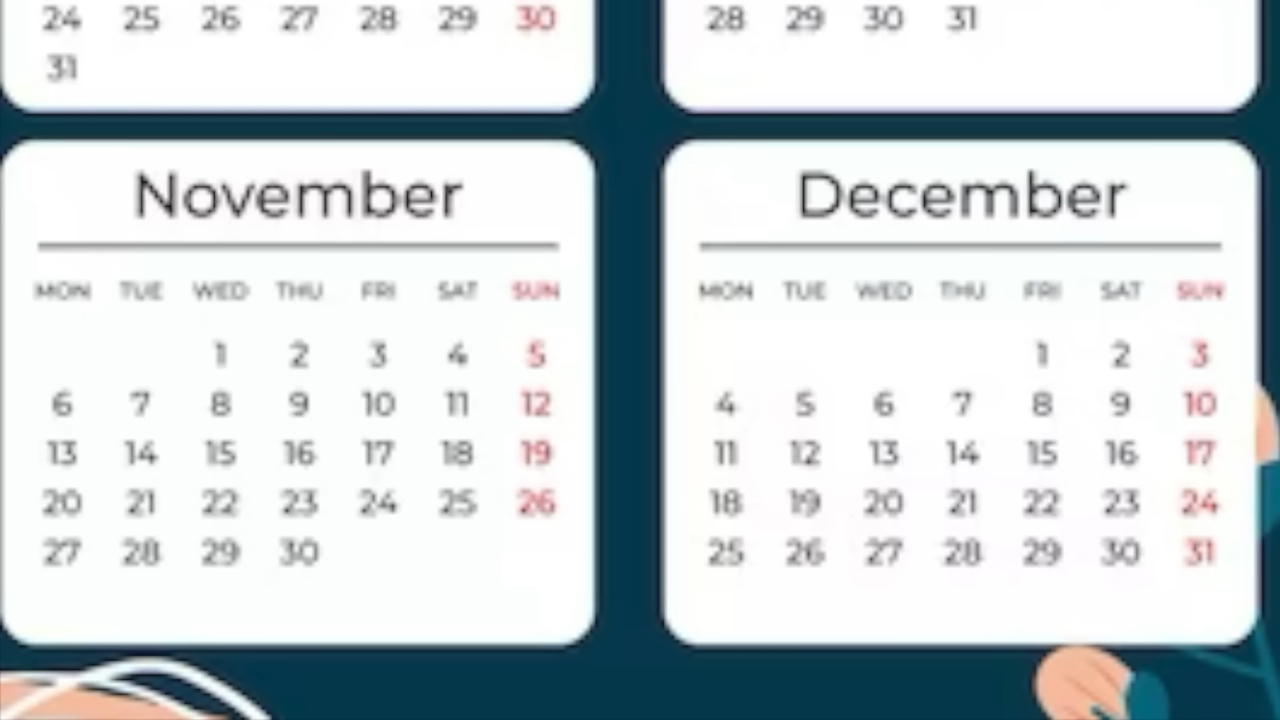 24 25 26 27 28 29 30
31
28 29 30 31
November
MON TUE WED THU FRI SAT SUN
1 2 3 4 5
6 7 8 9 10 11 12
13 14 15 16 17 18 19
20 21 22 23 24 25 26
27 28 29 30
December
MON TUE WED THU FRI SAT SUN
1 2 3
4 5 6 7 8 9 10
11 12 13 14 15 16 17
18 19 20 21 22 23 24
25 26 27 28 29 30 31